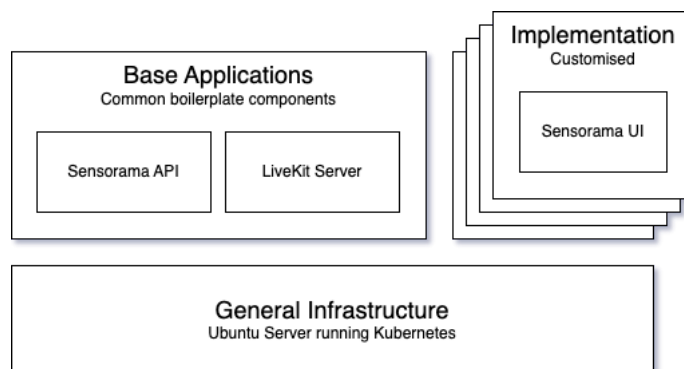 Base Applications
Common boilerplate components
Sensorama API
LiveKit Server
Implementation
Customised
Sensorama UI
General Infrastructure
Ubuntu Server running Kubernetes